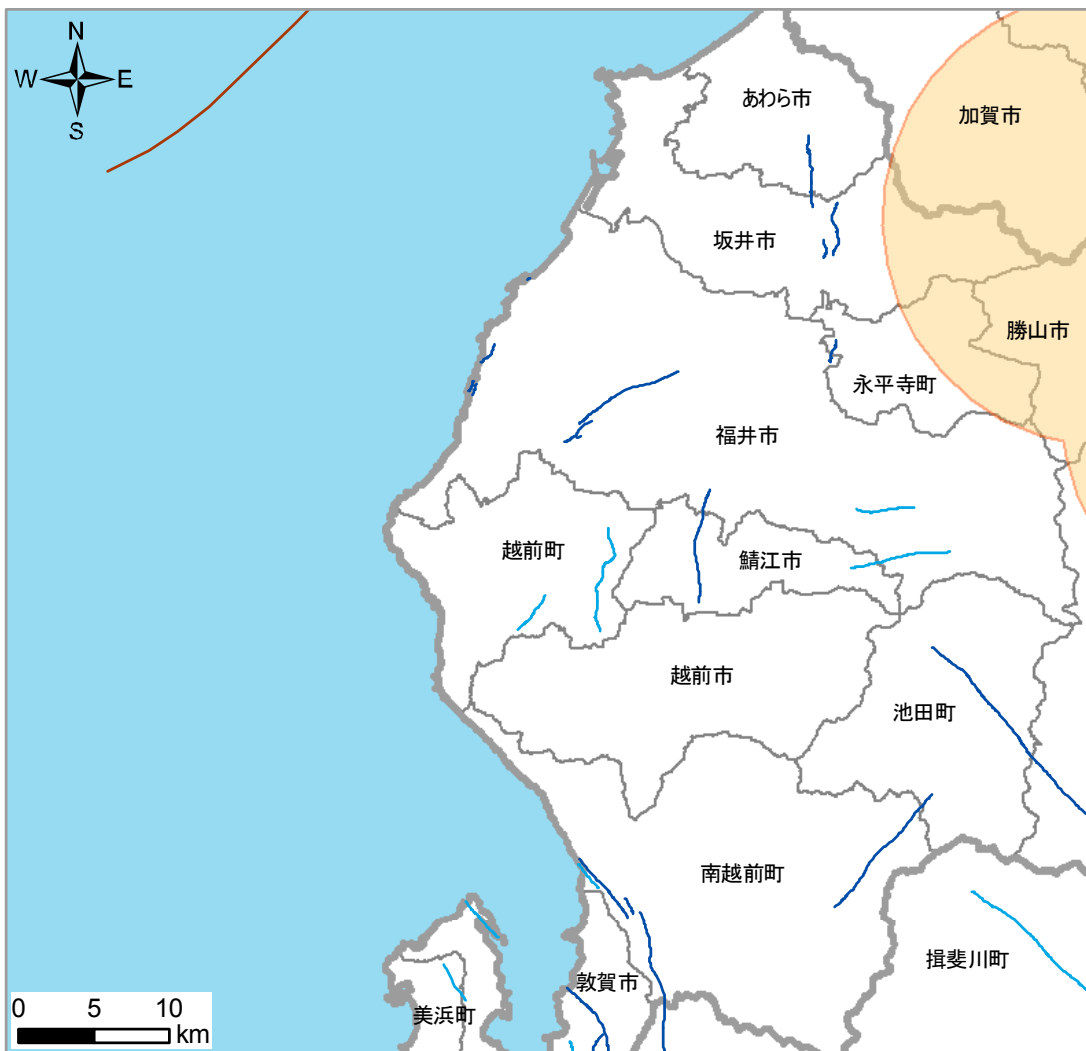 N
W E
S
あわら市
加賀市
坂井市
勝山市
永平寺町
福井市
越前町
鯖江市
越前市
池田町
南越前町
揖斐川町
敦賀市
美浜町
0 5 10
km